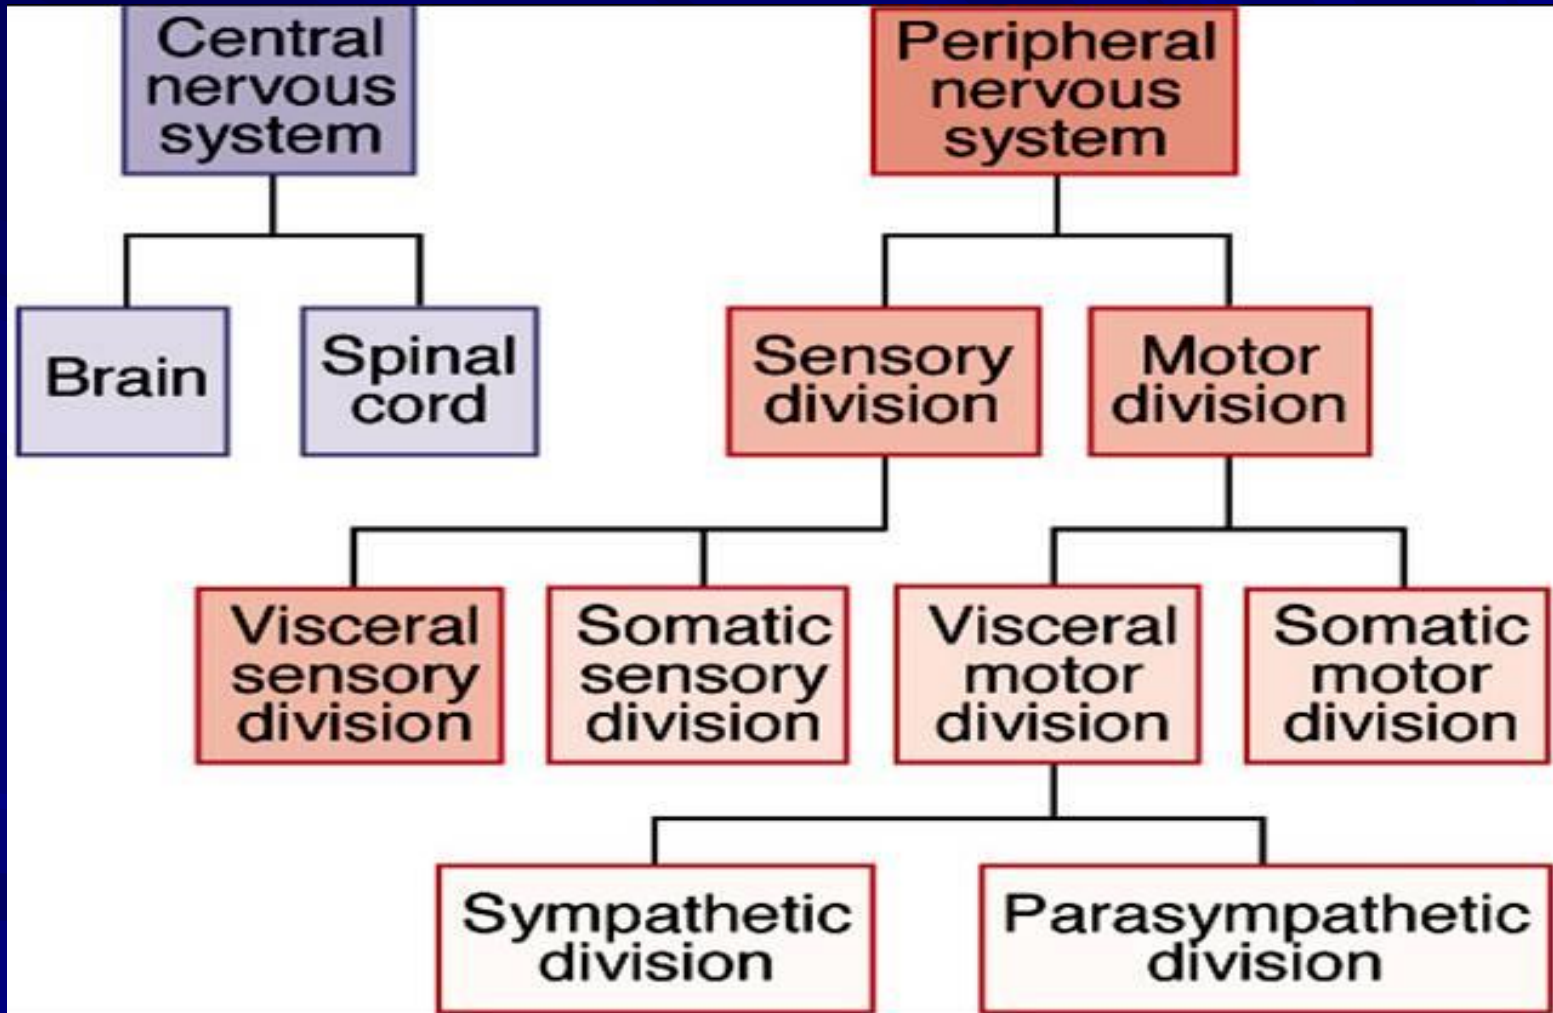 Central
nervous
system
Peripheral
nervous
system
Brain
Spinal
cord
Sensory
division
Motor
division
Visceral
sensory
division
Somatic
sensory
division
Visceral
motor
division
Somatic
motor
division
Sympathetic
division
Parasympathetic
division